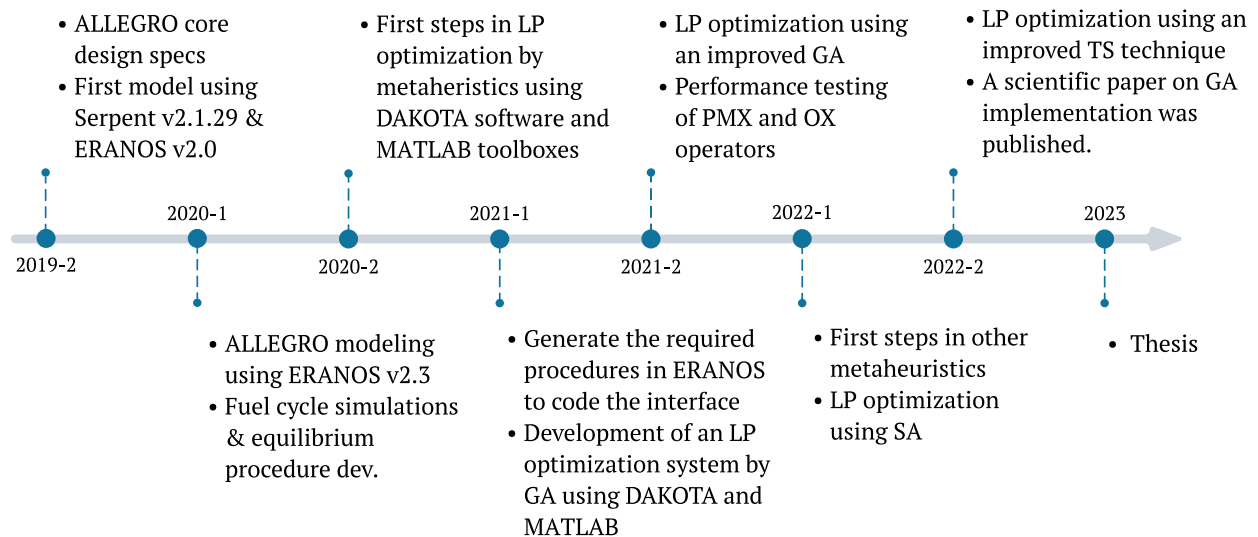 • ALLEGRO core
design specs
• First model using
Serpent v2.1.29 &
ERANOS v2.0
• First steps in LP
optimization by
metaheristics using
DAKOTA software and
MATLAB toolboxes
• LP optimization using
an improved GA
• Performance testing
of PMX and OX
operators
• LP optimization using an
improved TS technique
• A scientific paper on GA
implementation was
published.
2019-2
2020-1
2020-2
2021-1
2021-2
2022-1
2022-2
2023
• ALLEGRO modeling
using ERANOS v2.3
• Fuel cycle simulations
& equilibrium
procedure dev.
• Generate the required
procedures in ERANOS
to code the interface
• Development of an LP
optimization system by
GA using DAKOTA and
MATLAB
• First steps in other
metaheuristics
• LP optimization
using SA
• Thesis